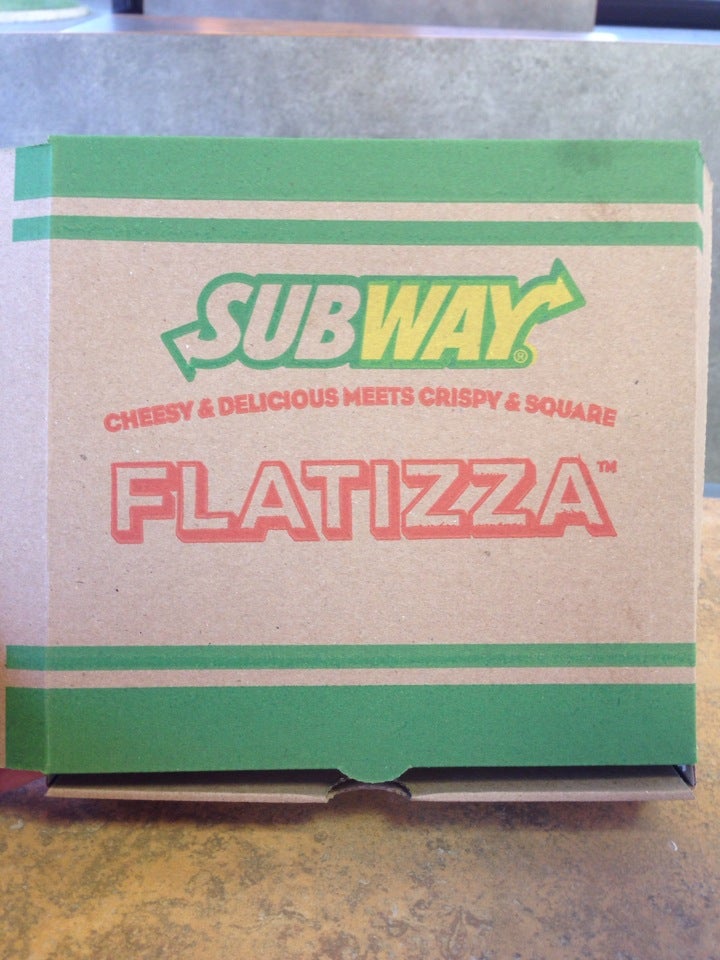 SUBWAY®
CHEESY & DELICIOUS MEETS CRISPY & SQUARE
FLATIZZA™